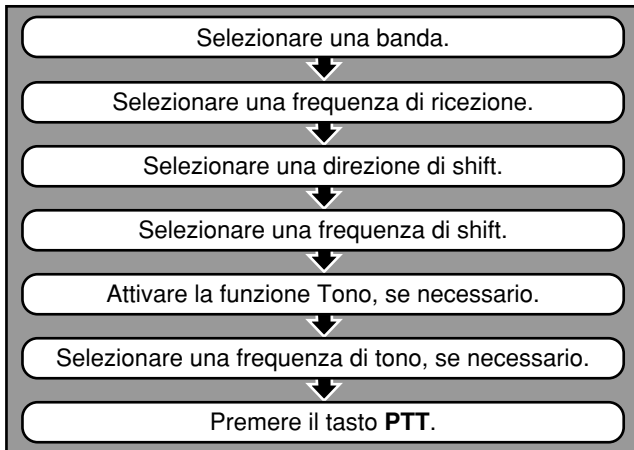 Selezionare una banda.
Selezionare una frequenza di ricezione.
Selezionare una direzione di shift.
Selezionare una frequenza di shift.
Attivare la funzione Tono, se necessario.
Selezionare una frequenza di tono, se necessario.
Premere il tasto PTT.